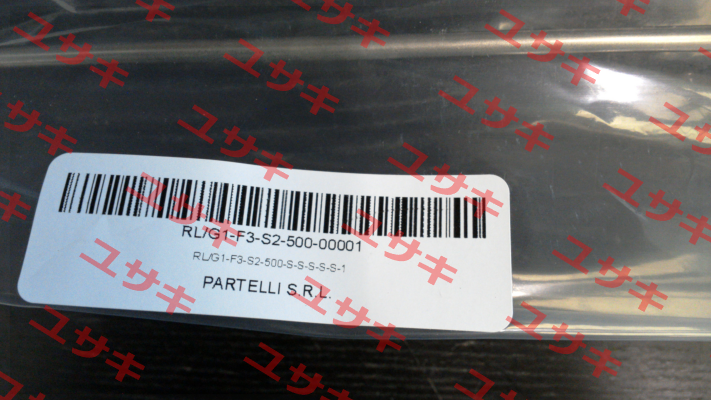 RL/G1-F3-S2-500-00001
RL/G1-F3-S2-500-S-S-S-S-S-1
PARTELLI S.R.L.
ユサキ